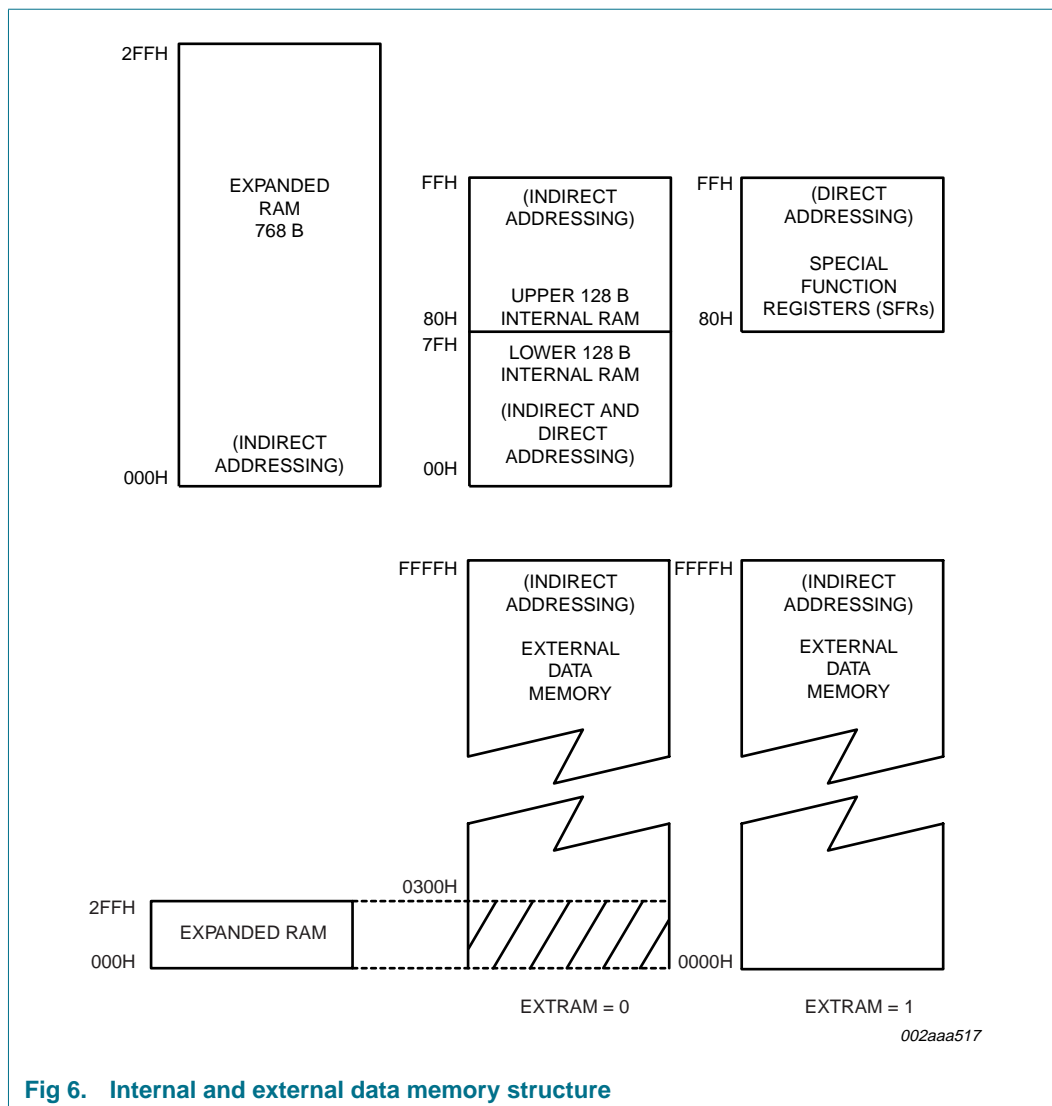 2FFH
EXPANDED
RAM
768 B
(INDIRECT
ADDRESSING)
000H
FFH
(INDIRECT
ADDRESSING)
UPPER 128 B
INTERNAL RAM
80H
7FH
LOWER 128 B
INTERNAL RAM
(INDIRECT AND
DIRECT
ADDRESSING)
00H
FFH
(DIRECT
ADDRESSING)
SPECIAL
FUNCTION
REGISTERS (SFRs)
80H
FFFFH
(INDIRECT
ADDRESSING)
EXTERNAL
DATA
MEMORY
FFFFH
(INDIRECT
ADDRESSING)
EXTERNAL
DATA
MEMORY
2FFH
EXPANDED RAM
000H
0300H
0000H
EXTRAM = 0
EXTRAM = 1
002aaa517
Fig 6. Internal and external data memory structure